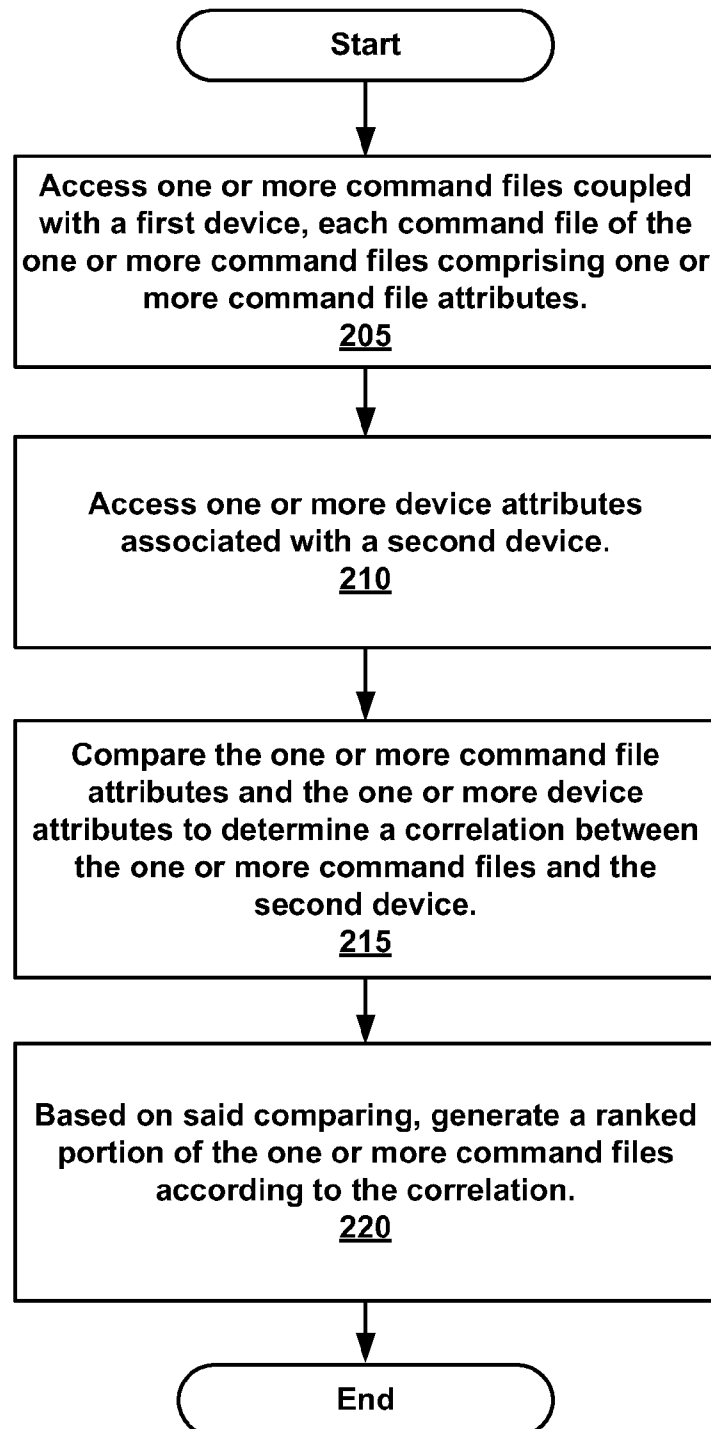 Start
Access one or more command files coupled
with a first device, each command file of the
one or more command files comprising one or
more command file attributes.
205
Access one or more device attributes
associated with a second device.
210
Compare the one or more command file
attributes and the one or more device
attributes to determine a correlation between
the one or more command files and the
second device.
215
Based on said comparing, generate a ranked
portion of the one or more command files
according to the correlation.
220
End